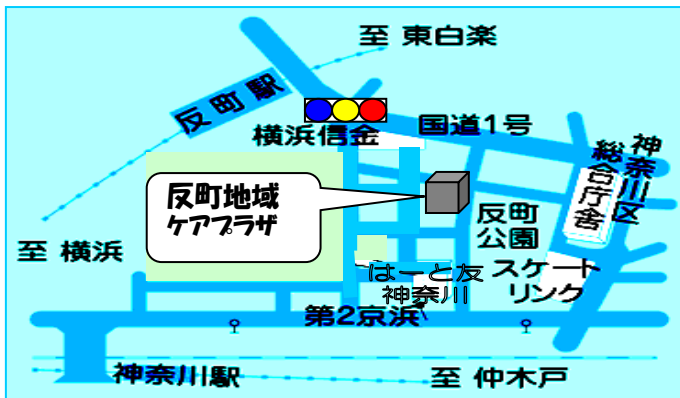 至 東白楽
反町駅
横浜信金
国道1号
神奈川区
総合庁舎
反町地域
ケアプラザ
反町
公園
至 横浜
はーと友
神奈川
スケート
リンク
第2京浜
神奈川駅
至 仲木戸